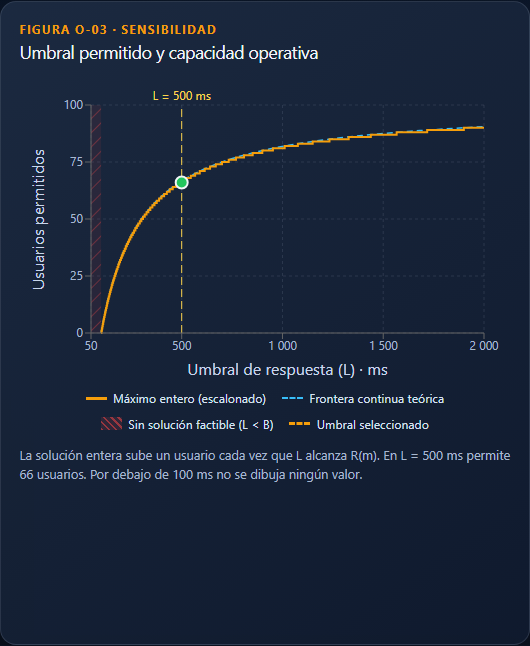 FIGURA O-03 · SENSIBILIDAD
Umbral permitido y capacidad operativa
L = 500 ms
100
75
50
25
0
Usuarios permitidos
50
500
1 000
1 500
2 000
Umbral de respuesta (L) · ms
Máximo entero (escalonado)
Frontera continua teórica
Sin solución factible (L < B)
Umbral seleccionado
La solución entera sube un usuario cada vez que L alcanza R(m). En L = 500 ms permite
66 usuarios. Por debajo de 100 ms no se dibuja ningún valor.